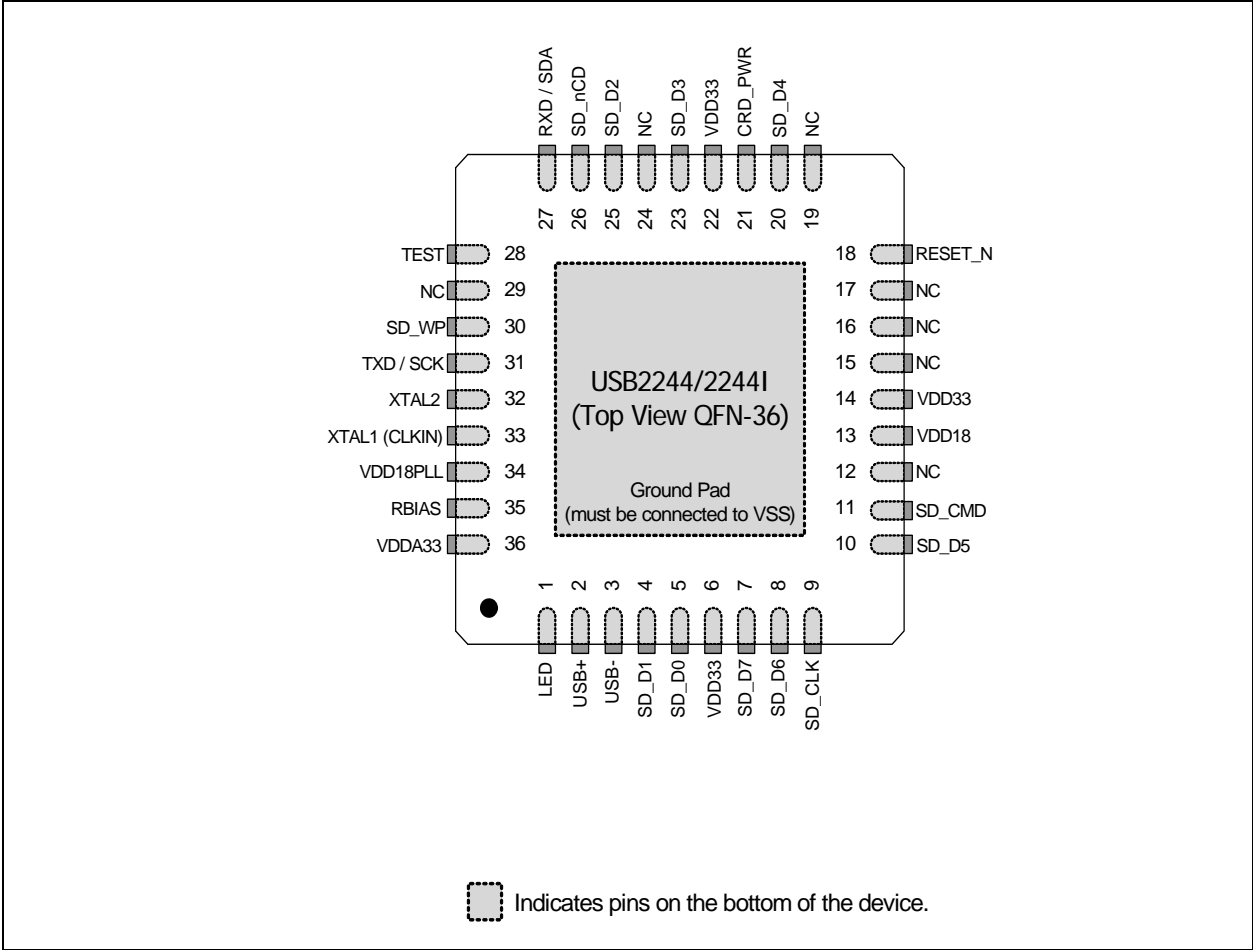 RXD / SDA
SD_nCD
SD_D2
NC
SD_D3
VDD33
CRD_PWR
SD_D4
NC
27
26
25
24
23
22
21
20
19
TEST 28
NC 29
SD_WP 30
TXD / SCK 31
XTAL2 32
XTAL1 (CLKIN) 33
VDD18PLL 34
RBIAS 35
VDDA33 36
USB2244/2244I
(Top View QFN-36)
Ground Pad
(must be connected to VSS)
18 RESET_N
17 NC
16 NC
15 NC
14 VDD33
13 VDD18
12 NC
11 SD_CMD
10 SD_D5
1
2
3
4
5
6
7
8
9
LED
USB+
USB-
SD_D1
SD_D0
VDD33
SD_D7
SD_D6
SD_CLK
Indicates pins on the bottom of the device.